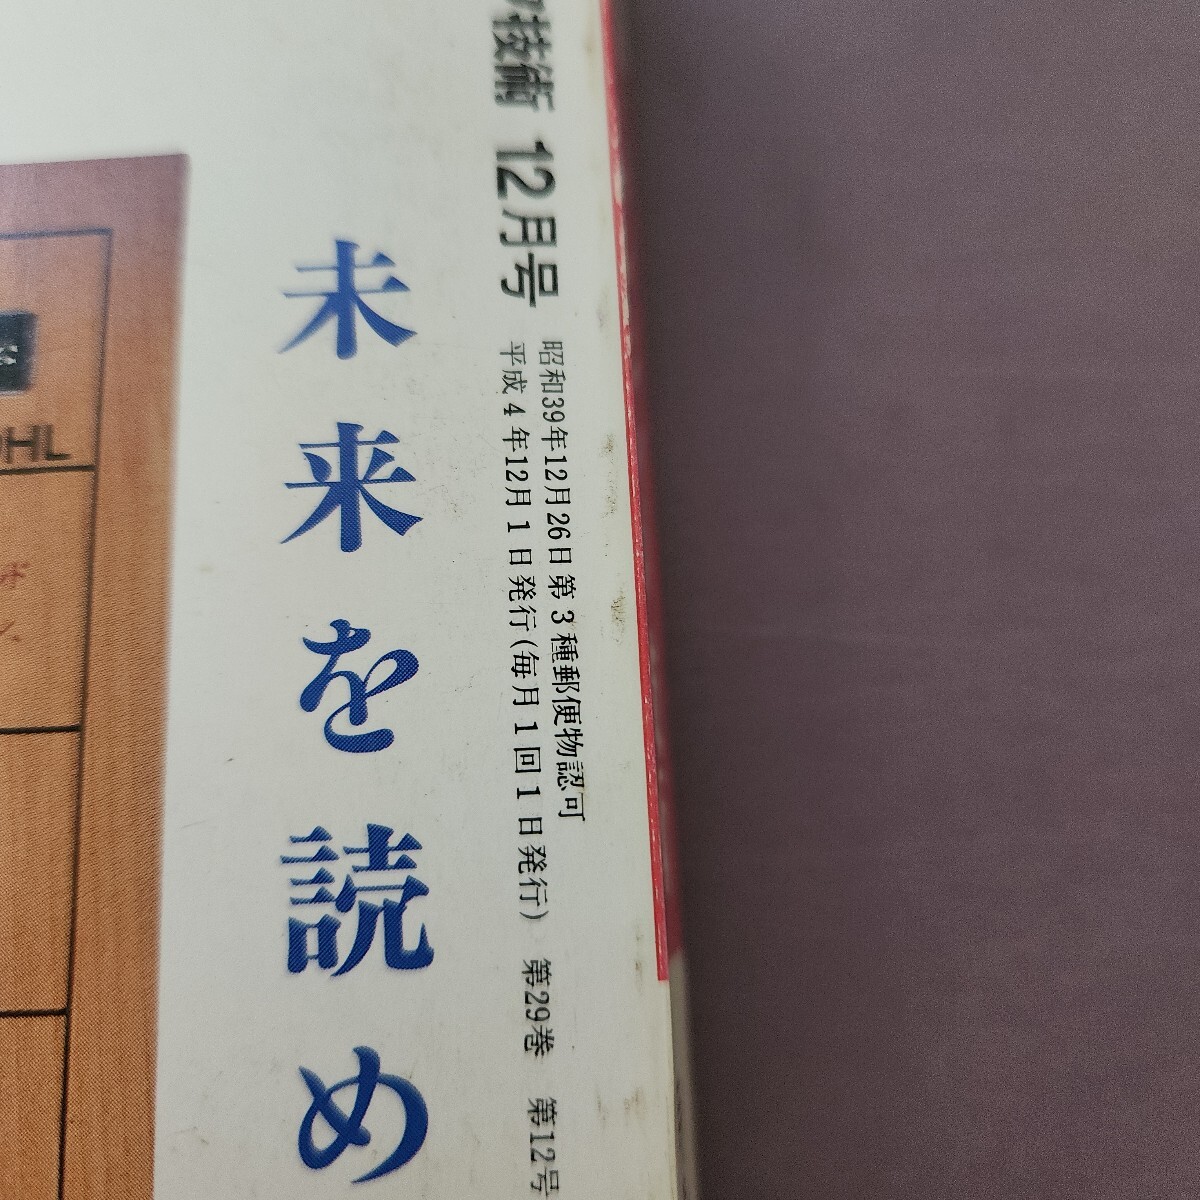 技術 12月号
昭和39年12月26日第3種郵便物認可
平成4年12月1日発行(毎月1回1日発行) 第29巻 第12号
未来を読め
OHL